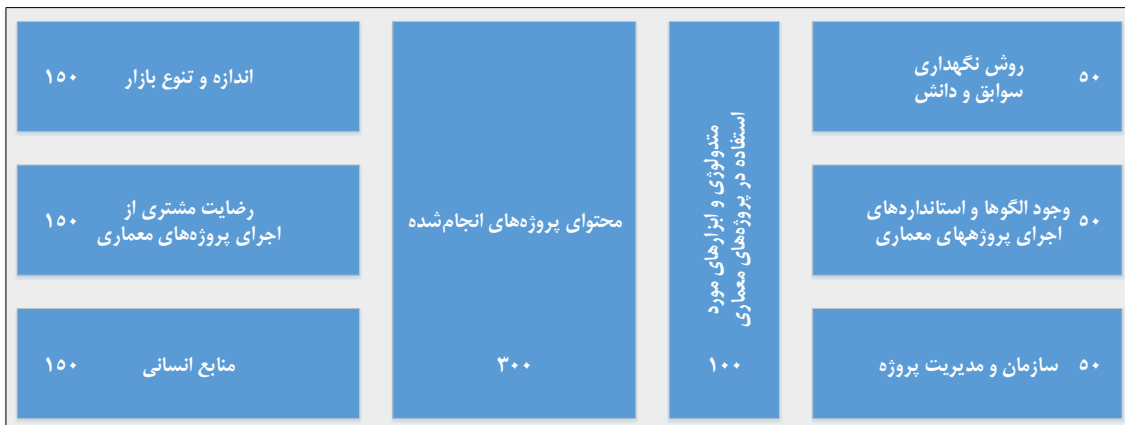 روش نگهداری
سوابق و دانش
۵۰
وجود الگوها و استانداردهای
اجرای پروژههای معماری
۵۰
سازمان و مدیریت پروژه
۵۰
متدولوژی و ابزارهای مورد
استفاده در پروژه‌های معماری
۱۰۰
محتوای پروژه‌های انجام‌شده
۳۰۰
اندازه و تنوع بازار
۱۵۰
رضایت مشتری از
اجرای پروژه‌های معماری
۱۵۰
منابع انسانی
۱۵۰